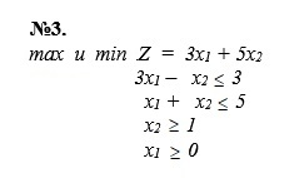 №3.
max и min Z = 3x1 + 5x2
3x1 − x2 ≤ 3
x1 + x2 ≤ 5
x2 ≥ 1
x1 ≥ 0